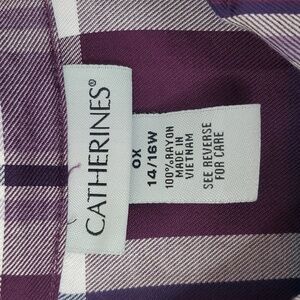 CATHERINES®
0X
14/16W
100% RAYON
MADE IN
VIETNAM
SEE REVERSE
FOR CARE